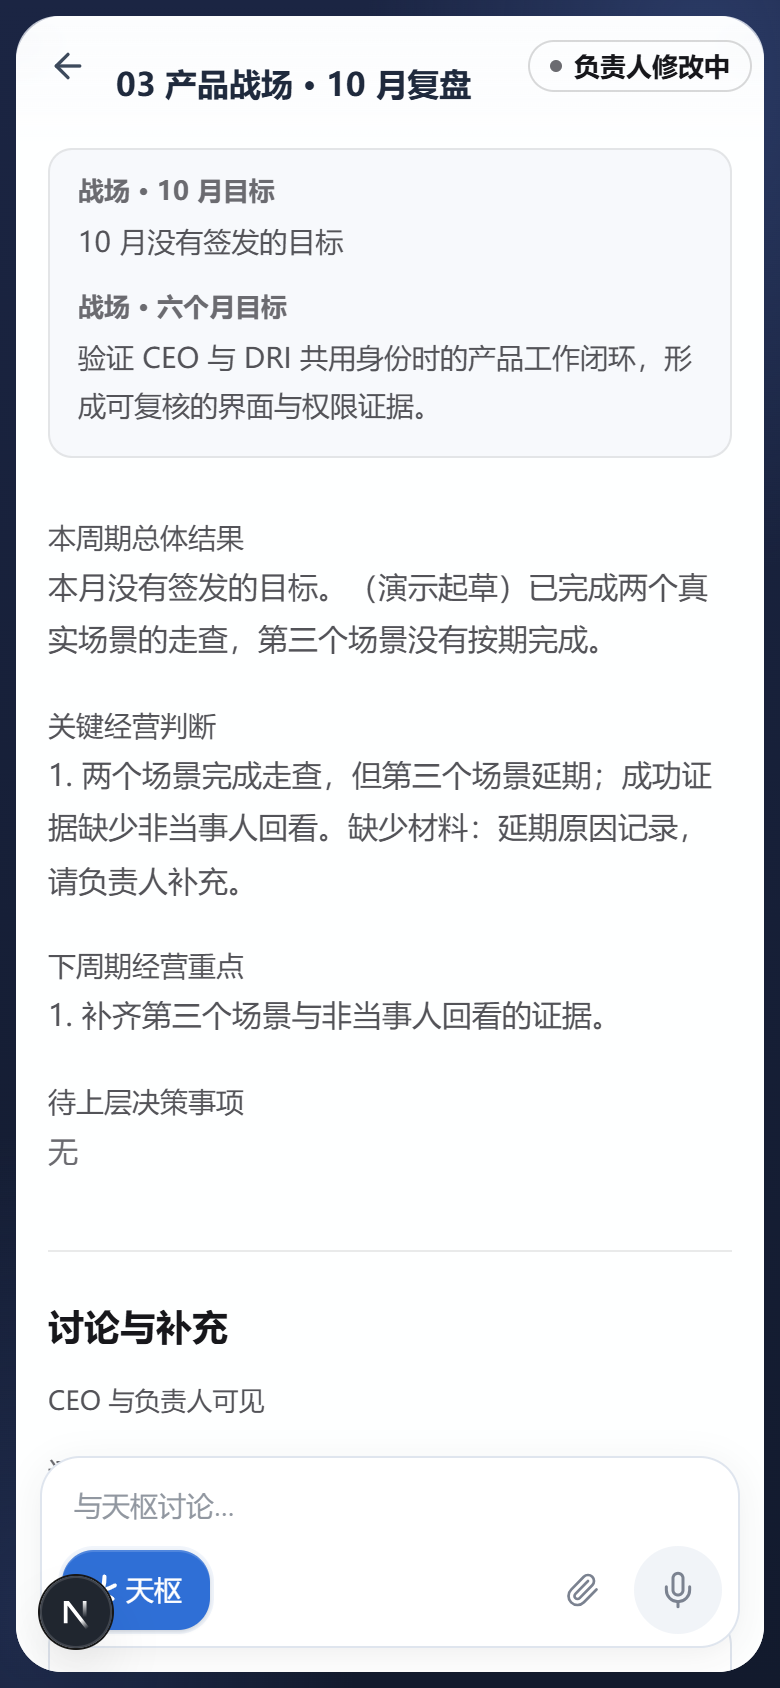 03 产品战场 • 10 月复盘
负责人修改中
战场 • 10 月目标
10 月没有签发的目标
战场 • 六个月目标
验证 CEO 与 DRI 共用身份时的产品工作闭环，形
成可复核的界面与权限证据。
本周期总体结果
本月没有签发的目标。（演示起草）已完成两个真
实场景的走查，第三个场景没有按期完成。
关键经营判断
1. 两个场景完成走查，但第三个场景延期；成功证
据缺少非当事人回看。缺少材料：延期原因记录，
请负责人补充。
下周期经营重点
1. 补齐第三个场景与非当事人回看的证据。
待上层决策事项
无
讨论与补充
CEO 与负责人可见
与天枢讨论...
天枢
N